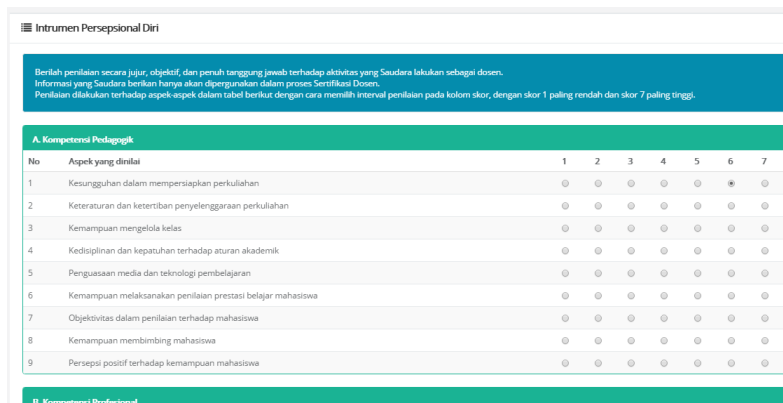 Intrumen Persepsional Diri
Berilah penilaian secara jujur, objektif, dan penuh tanggung jawab terhadap aktivitas yang Saudara lakukan sebagai dosen.
Informasi yang Saudara berikan hanya akan dipergunakan dalam proses Sertifikasi Dosen.
Penilaian dilakukan terhadap aspek-aspek dalam tabel berikut dengan cara memilih interval penilaian pada kolom skor, dengan skor 1 paling rendah dan skor 7 paling tinggi.
A. Kompetensi Pedagogik
No Aspek yang dinilai 1 2 3 4 5 6 7
1 Kesungguhan dalam mempersiapkan perkuliahan
2 Keteraturan dan ketertiban penyelenggaraan perkuliahan
3 Kemampuan mengelola kelas
4 Kedisiplinan dan kepatuhan terhadap aturan akademik
5 Penguasaan media dan teknologi pembelajaran
6 Kemampuan melaksanakan penilaian prestasi belajar mahasiswa
7 Objektivitas dalam penilaian terhadap mahasiswa
8 Kemampuan membimbing mahasiswa
9 Persepsi positif terhadap kemampuan mahasiswa
B. Kompetensi Profesional